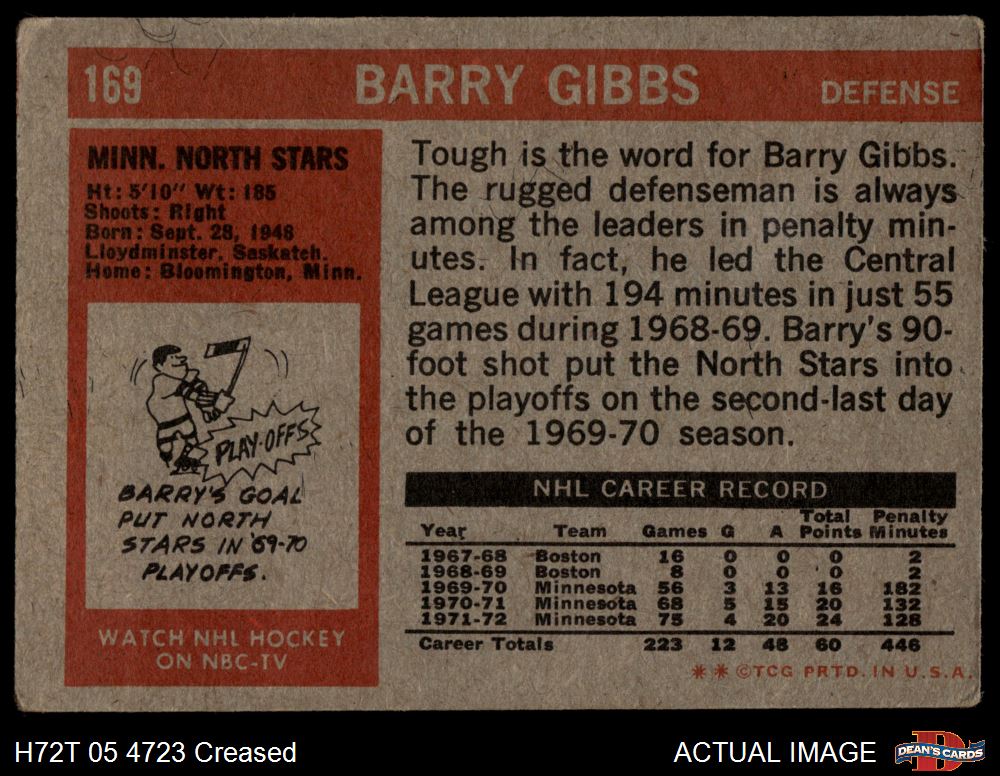 169 BARRY GIBBS DEFENSE
MINN. NORTH STARS
Ht: 5'10" Wt: 185
Shoots: Right
Born: Sept. 28, 1948
Lloydminster, Saskatch.
Home: Bloomington, Minn.
PLAY-OFFS
BARRY'S GOAL
PUT NORTH
STARS IN '69-70
PLAYOFFS.
WATCH NHL HOCKEY
ON NBC-TV
Tough is the word for Barry Gibbs.
The rugged defenseman is always
among the leaders in penalty min-
utes. In fact, he led the Central
League with 194 minutes in just 55
games during 1968-69. Barry's 90-
foot shot put the North Stars into
the playoffs on the second-last day
of the 1969-70 season.
NHL CAREER RECORD
Year Team Games G A Total Points Penalty Minutes
1967-68 Boston 16 0 0 0 2
1968-69 Boston 8 0 0 0 2
1969-70 Minnesota 56 3 13 16 182
1970-71 Minnesota 68 5 15 20 132
1971-72 Minnesota 75 4 20 24 128
Career Totals 223 12 48 60 446
** ©TCG PRTD. IN U.S.A.
H72T 05 4723 Creased
ACTUAL IMAGE
D
DEAN'S CARDS